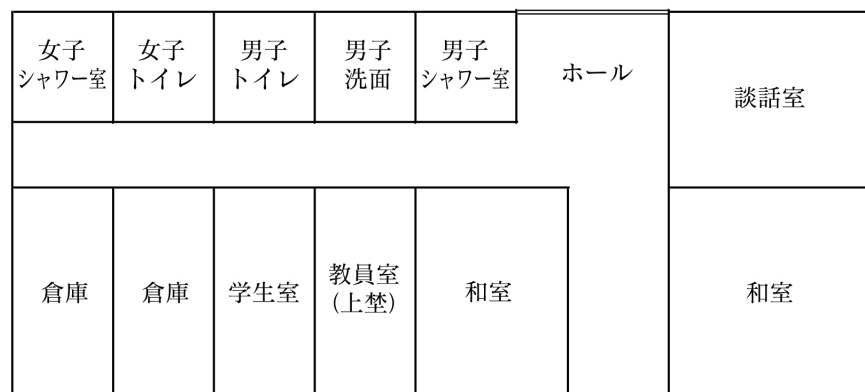 女子
シャワー室
女子
トイレ
男子
トイレ
男子
洗面
男子
シャワー室
ホール
談話室
倉庫
倉庫
学生室
教員室
(上埜)
和室
和室